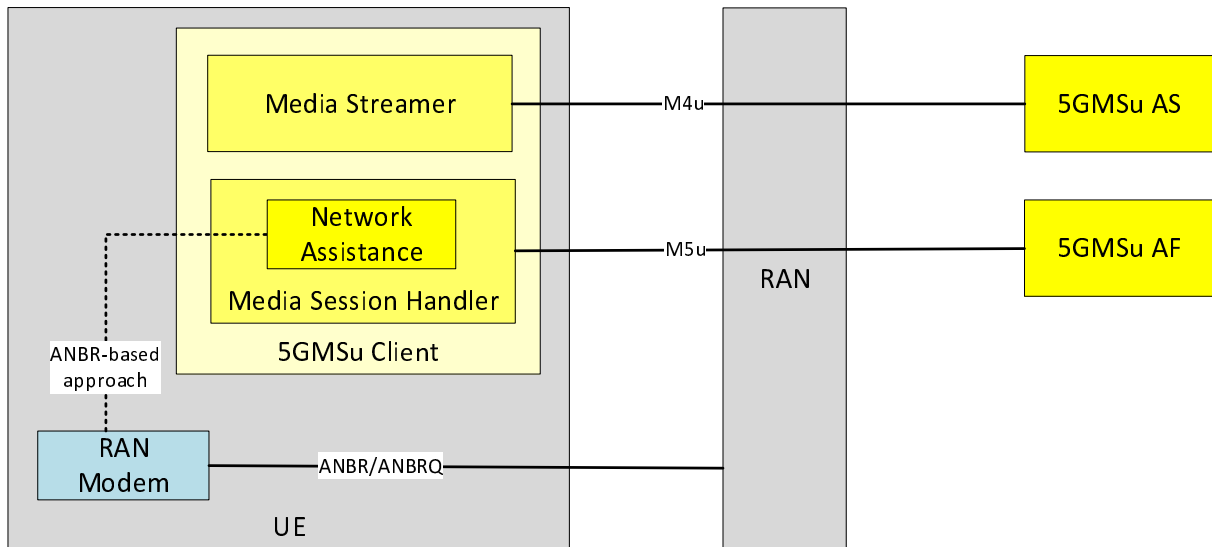 Media Streamer
M4u
5GMSu AS
Network
Assistance
Media Session Handler
M5u
5GMSu AF
RAN
5GMSu Client
ANBR-based
approach
RAN
Modem
ANBR/ANBRQ
UE